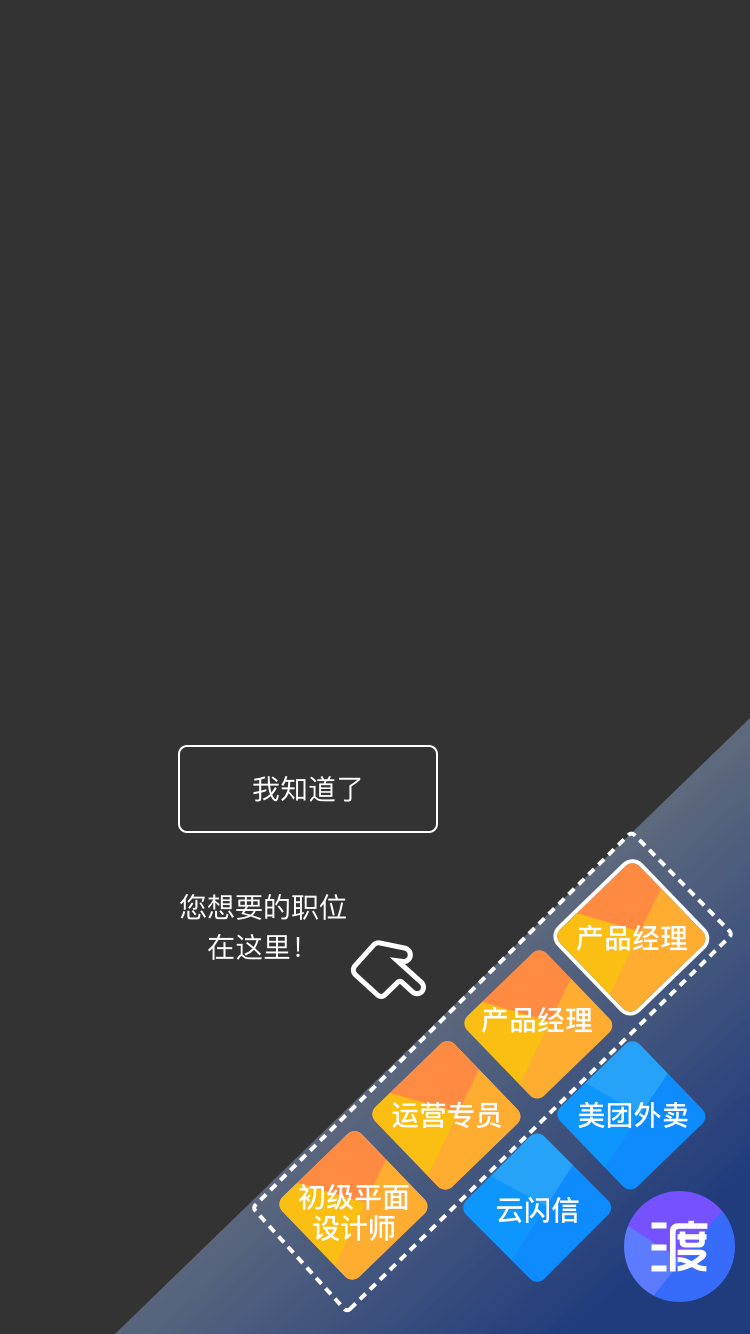 我知道了
您想要的职位
在这里！
产品经理
产品经理
运营专员
美团外卖
初级平面
设计师
云闪信
渡